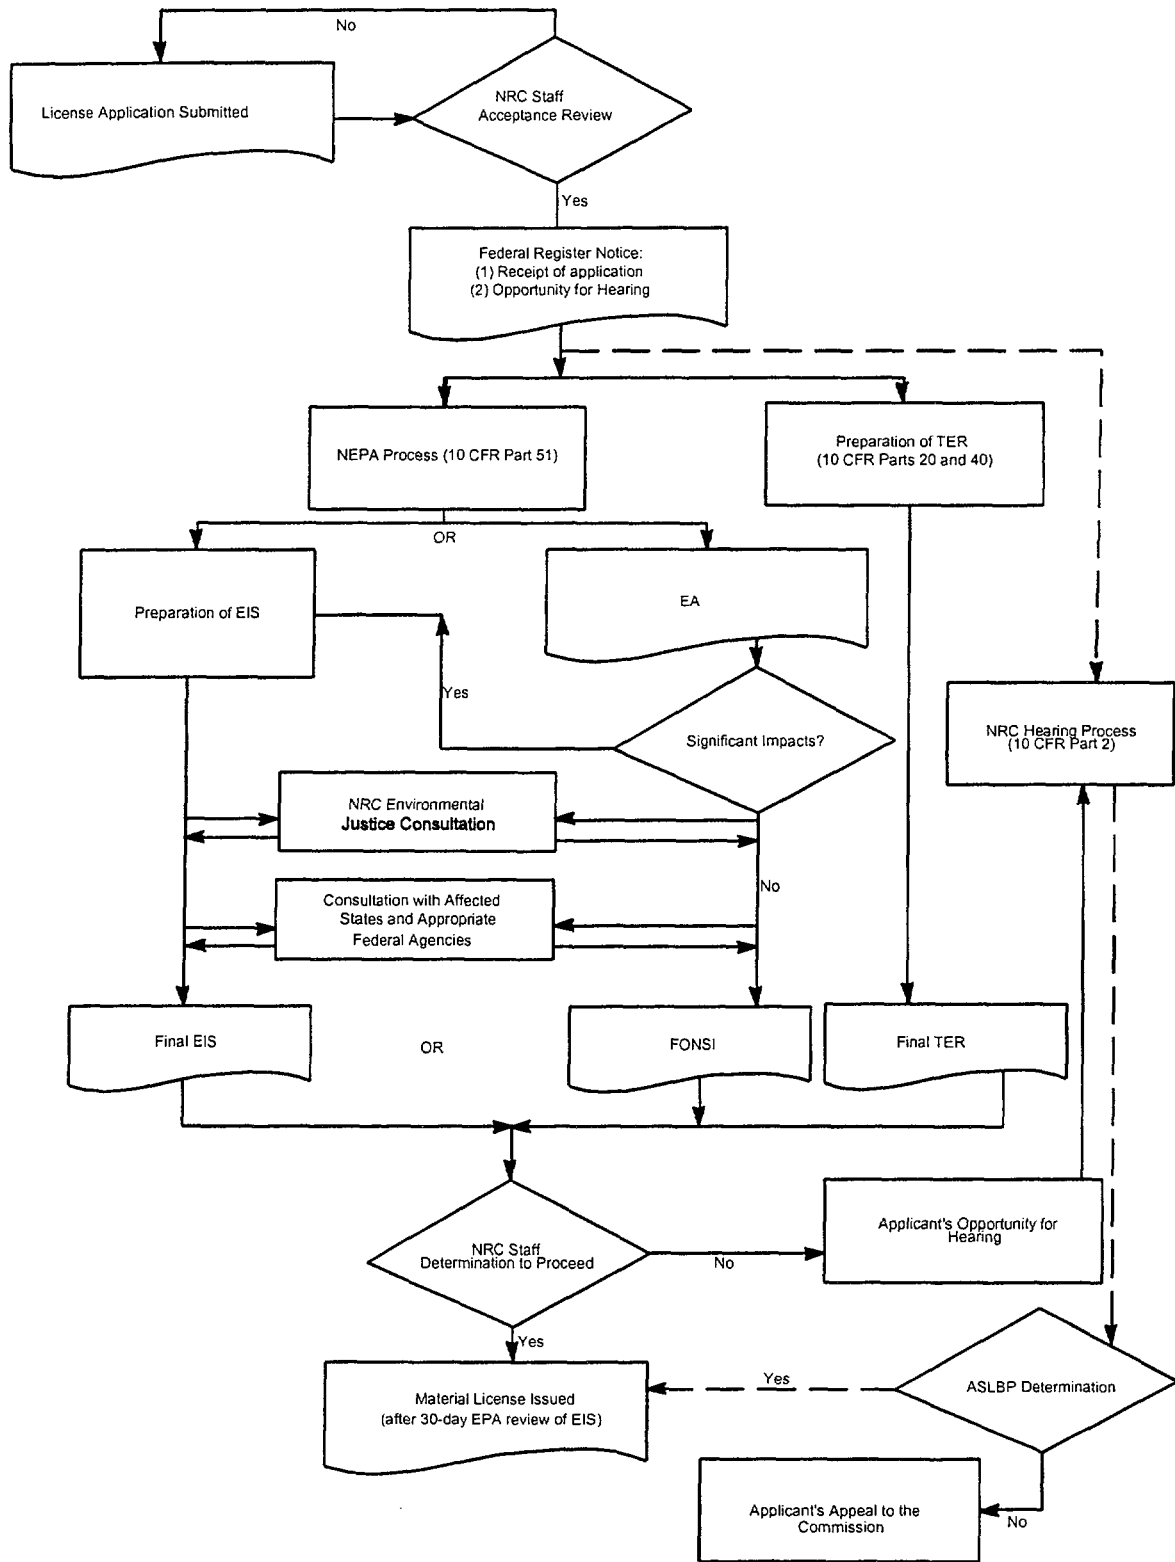 No
License Application Submitted
NRC Staff
Acceptance Review
Yes
Federal Register Notice:
(1) Receipt of application
(2) Opportunity for Hearing
NEPA Process (10 CFR Part 51)
Preparation of TER
(10 CFR Parts 20 and 40)
OR
Preparation of EIS
EA
Yes
Significant Impacts?
NRC Hearing Process
(10 CFR Part 2)
NRC Environmental
Justice Consultation
No
Consultation with Affected
States and Appropriate
Federal Agencies
Final EIS
OR
FONSI
Final TER
Applicant's Opportunity for
Hearing
NRC Staff
Determination to Proceed
No
Yes
Material License Issued
(after 30-day EPA review of EIS)
Yes
ASLBP Determination
Applicant's Appeal to the
Commission
No